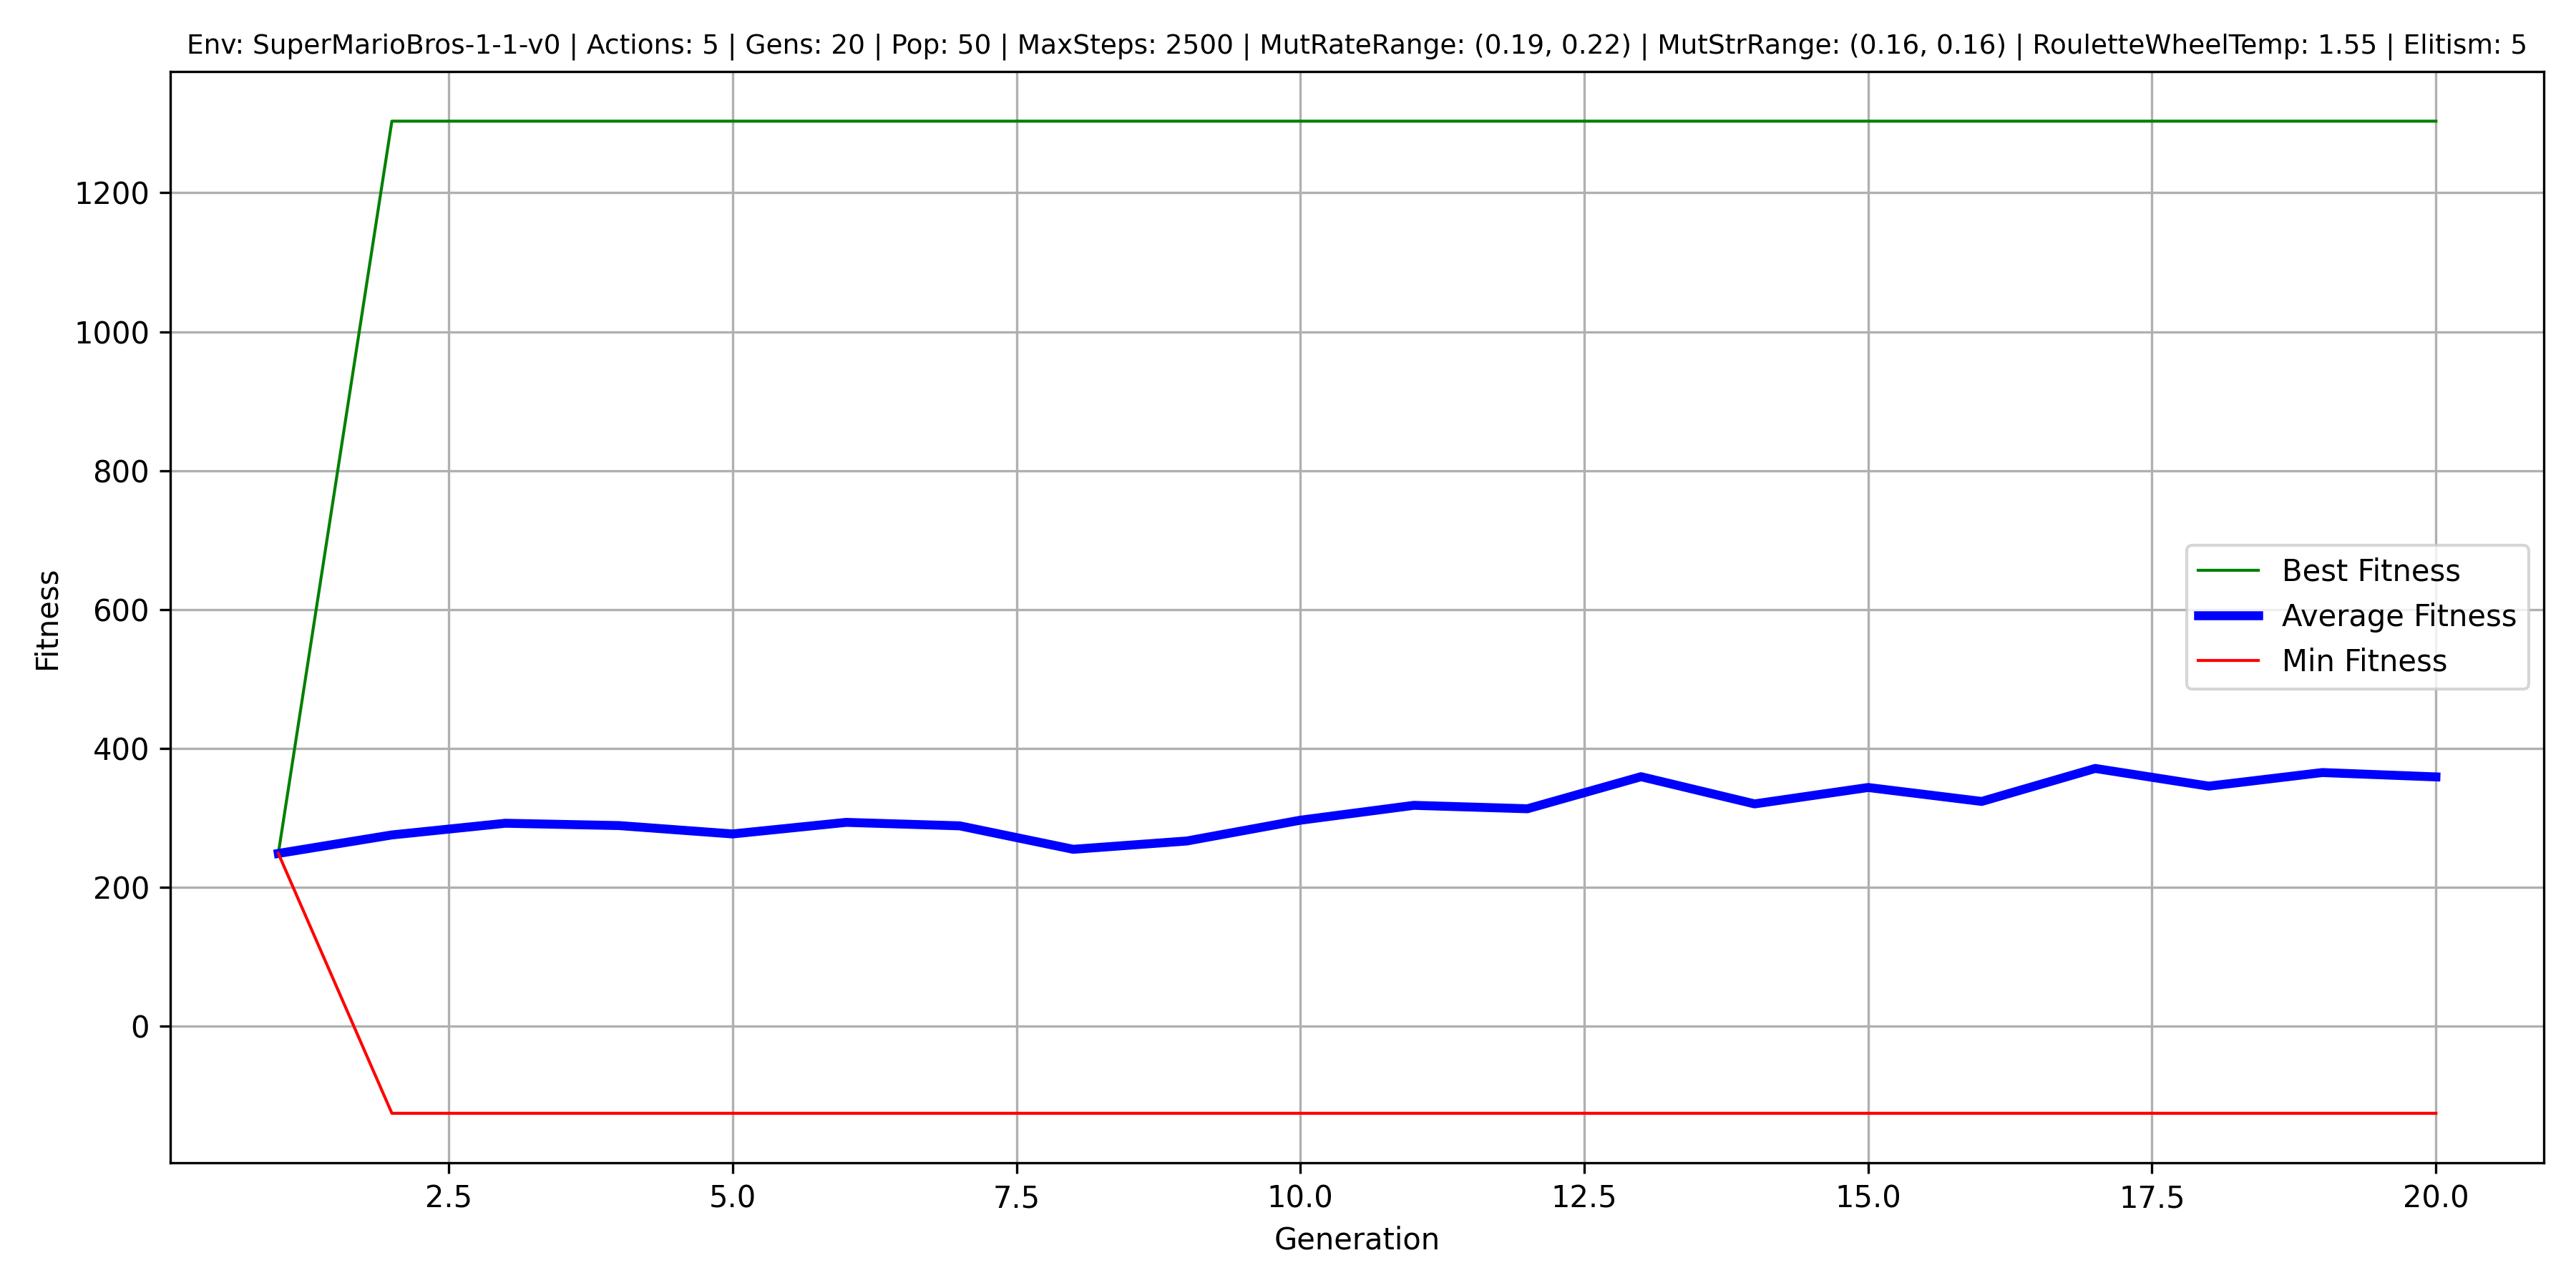 Env: SuperMarioBros-1-1-v0 | Actions: 5 | Gens: 20 | Pop: 50 | MaxSteps: 2500 | MutRateRange: (0.19, 0.22) | MutStrRange: (0.16, 0.16) | RouletteWheelTemp: 1.55 | Elitism: 5
1200
1000
800
600
400
200
0
Fitness
Best Fitness
Average Fitness
Min Fitness
2.5 5.0 7.5 10.0 12.5 15.0 17.5 20.0
Generation